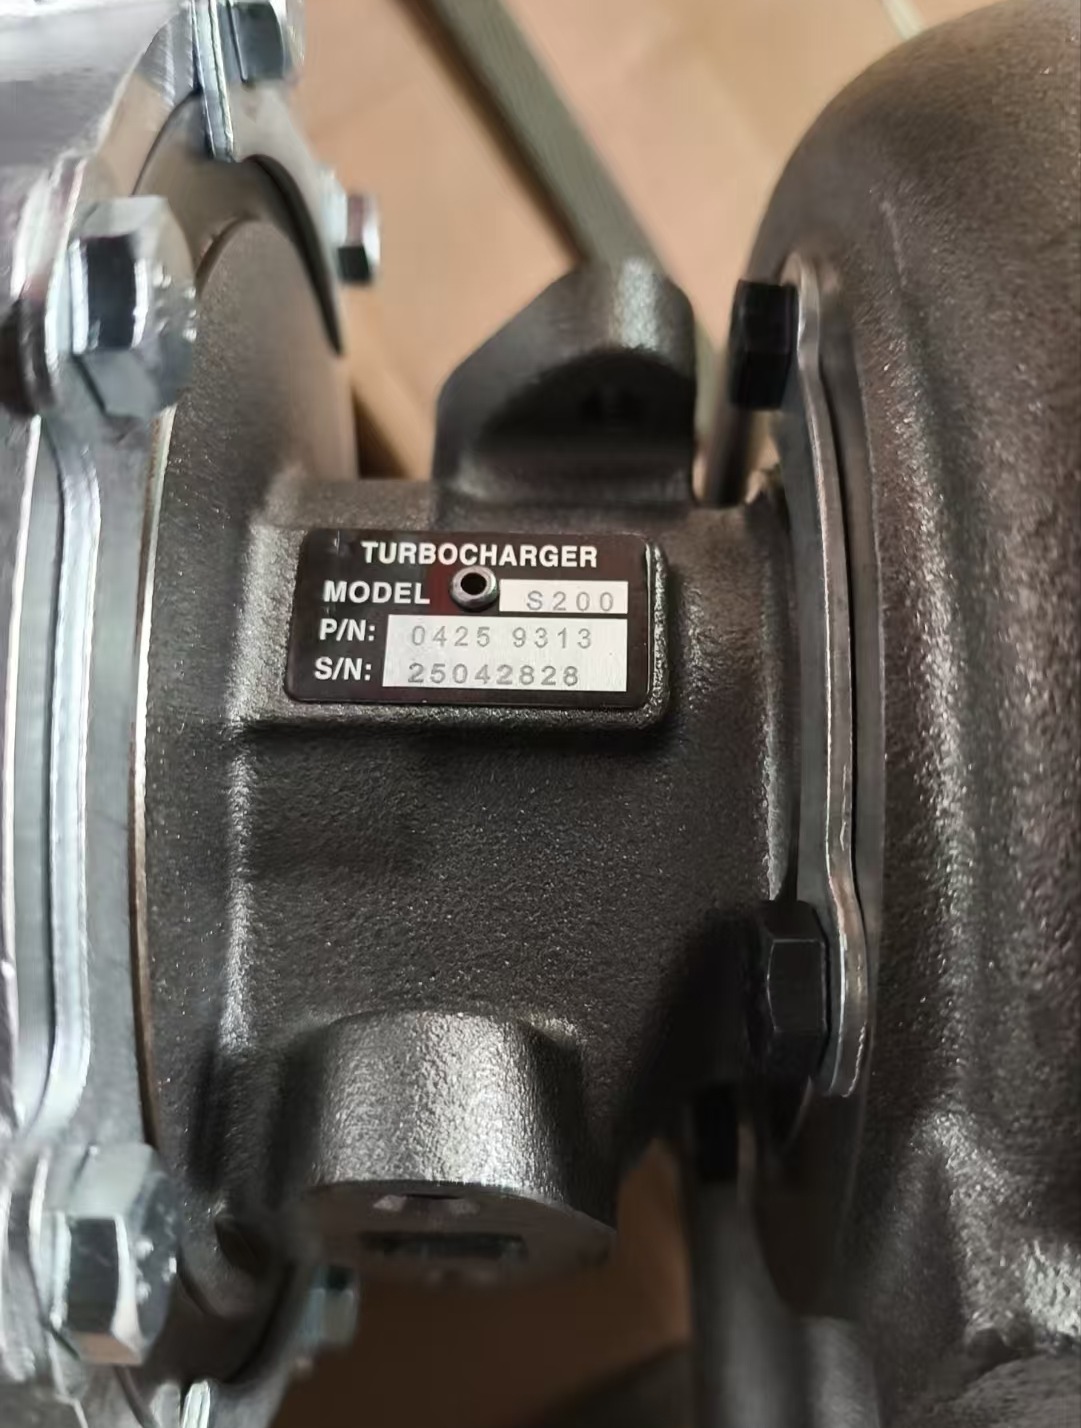 TURBOCHARGER
MODEL S200
P/N: 0425 9313
S/N: 25042828